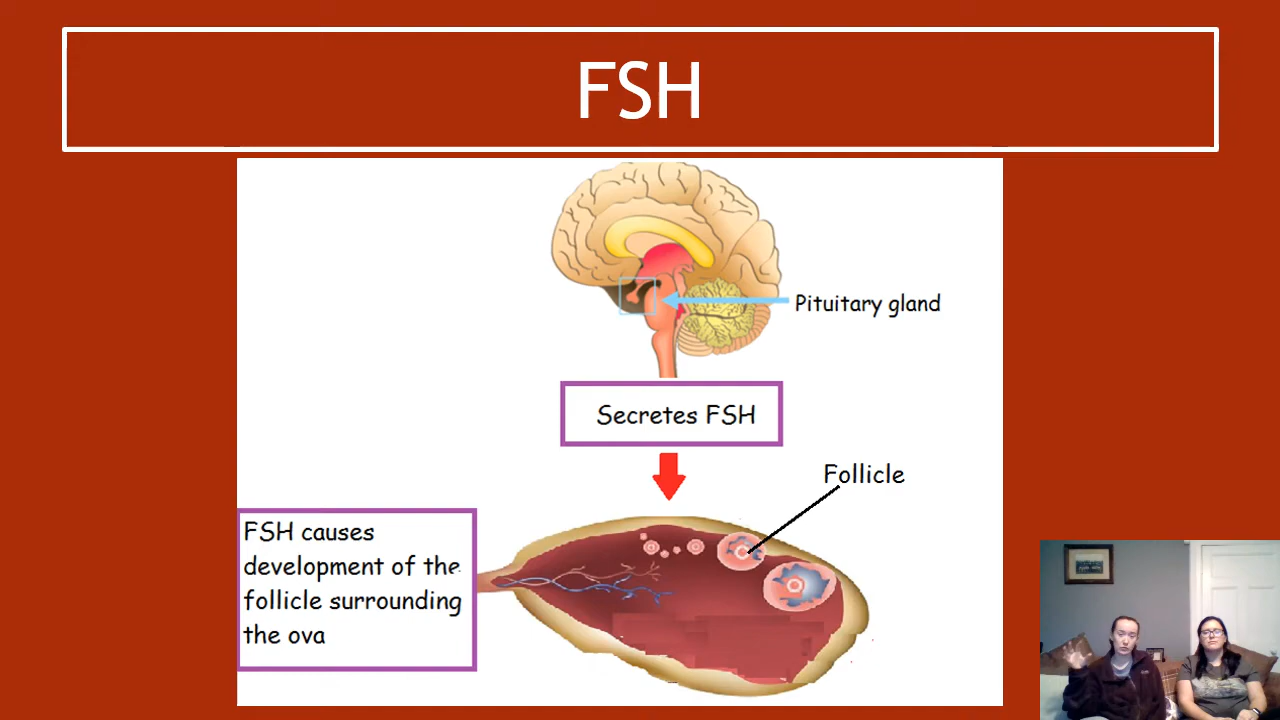 FSH
Pituitary gland
Secretes FSH
Follicle
FSH causes
development of the
follicle surrounding
the ova